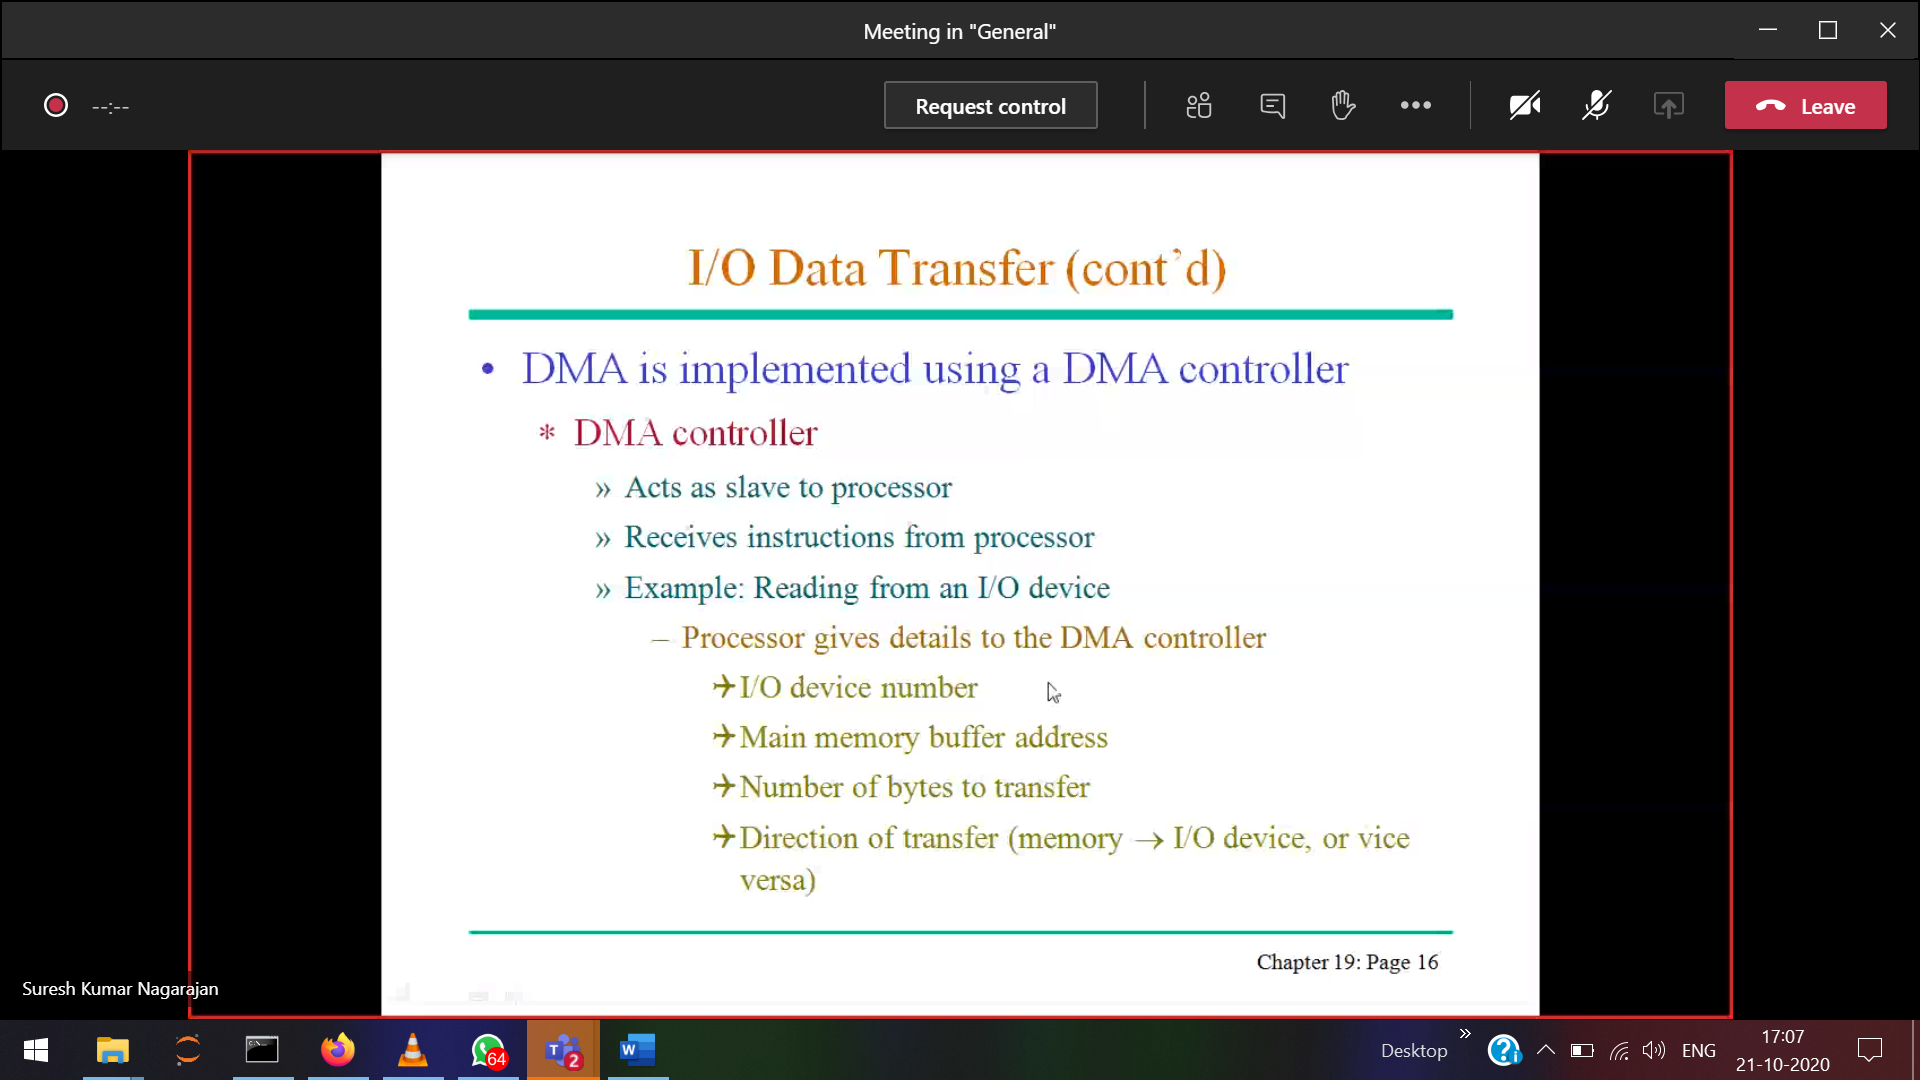 Meeting in "General"
--:--
Request control
Leave
I/O Data Transfer (cont’d)
• DMA is implemented using a DMA controller
* DMA controller
» Acts as slave to processor
» Receives instructions from processor
» Example: Reading from an I/O device
– Processor gives details to the DMA controller
✈I/O device number
✈Main memory buffer address
✈Number of bytes to transfer
✈Direction of transfer (memory → I/O device, or vice
versa)
Chapter 19: Page 16
Suresh Kumar Nagarajan
64
T
2
W
Desktop
»
ENG
17:07
21-10-2020